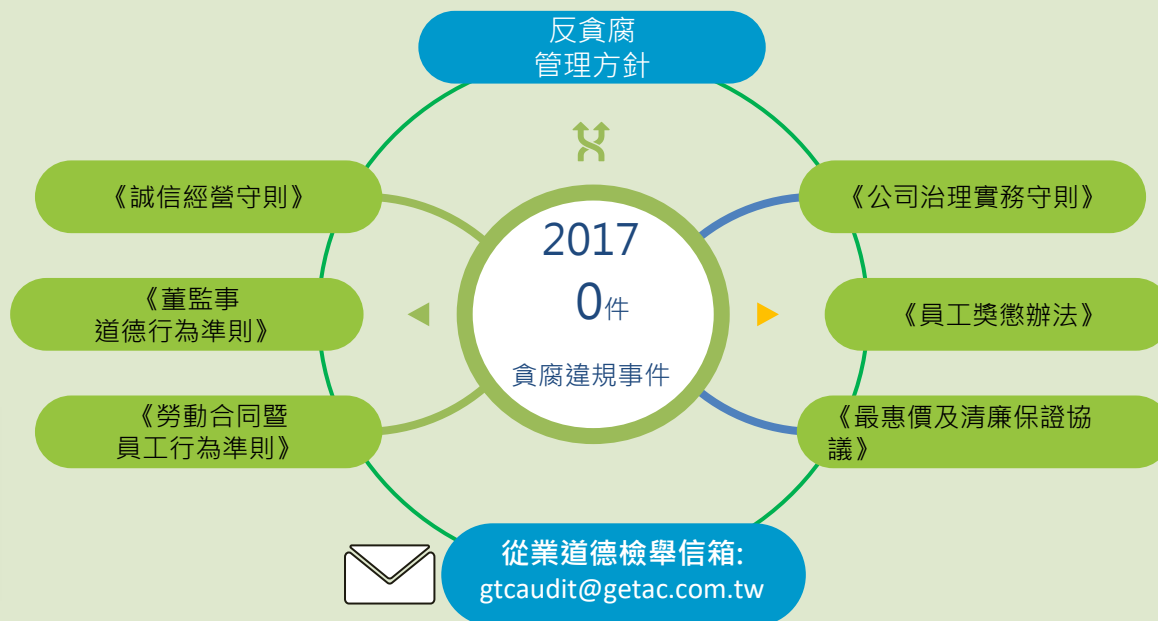 反貪腐
管理方針
《誠信經營守則》
《公司治理實務守則》
2017
0件
貪腐違規事件
《董監事
道德行為準則》
《員工獎懲辦法》
《勞動合同暨
員工行為準則》
《最惠價及清廉保證協
議》
從業道德檢舉信箱:
gtcaudit@getac.com.tw